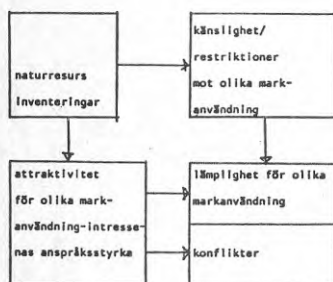 naturresurs
inventeringar
känslighet/
restriktioner
mot olika mark-
användning
attraktivitet
för olika mark-
användning-intresse-
nas anspråksstyrka
lämplighet för olika
markanvändning
konflikter